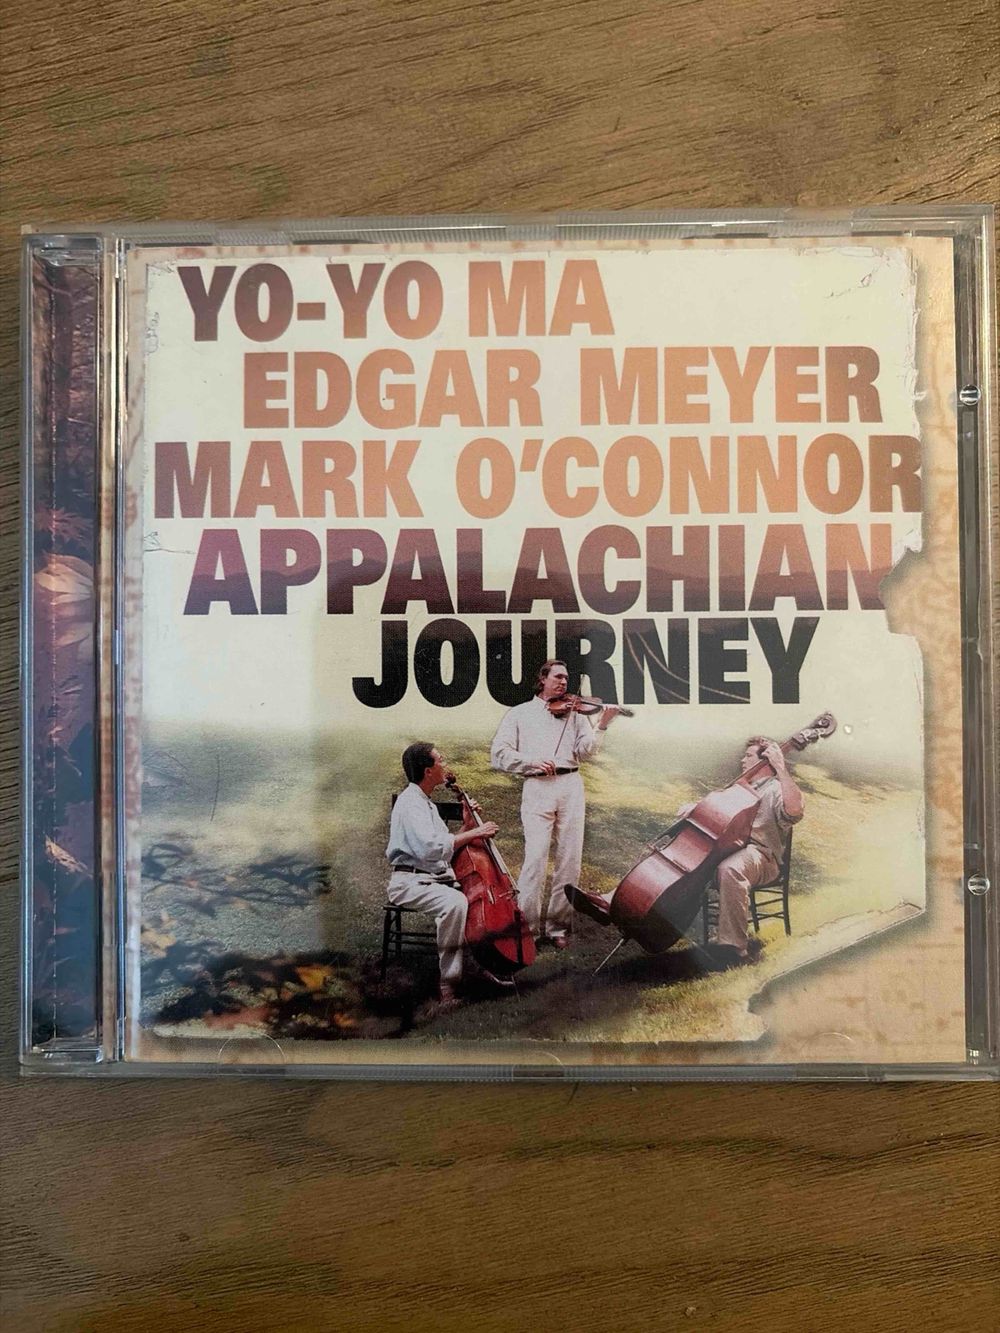 YO-YO MA
EDGAR MEYER
MARK O'CONNOR
APPALACHIAN
JOURNEY